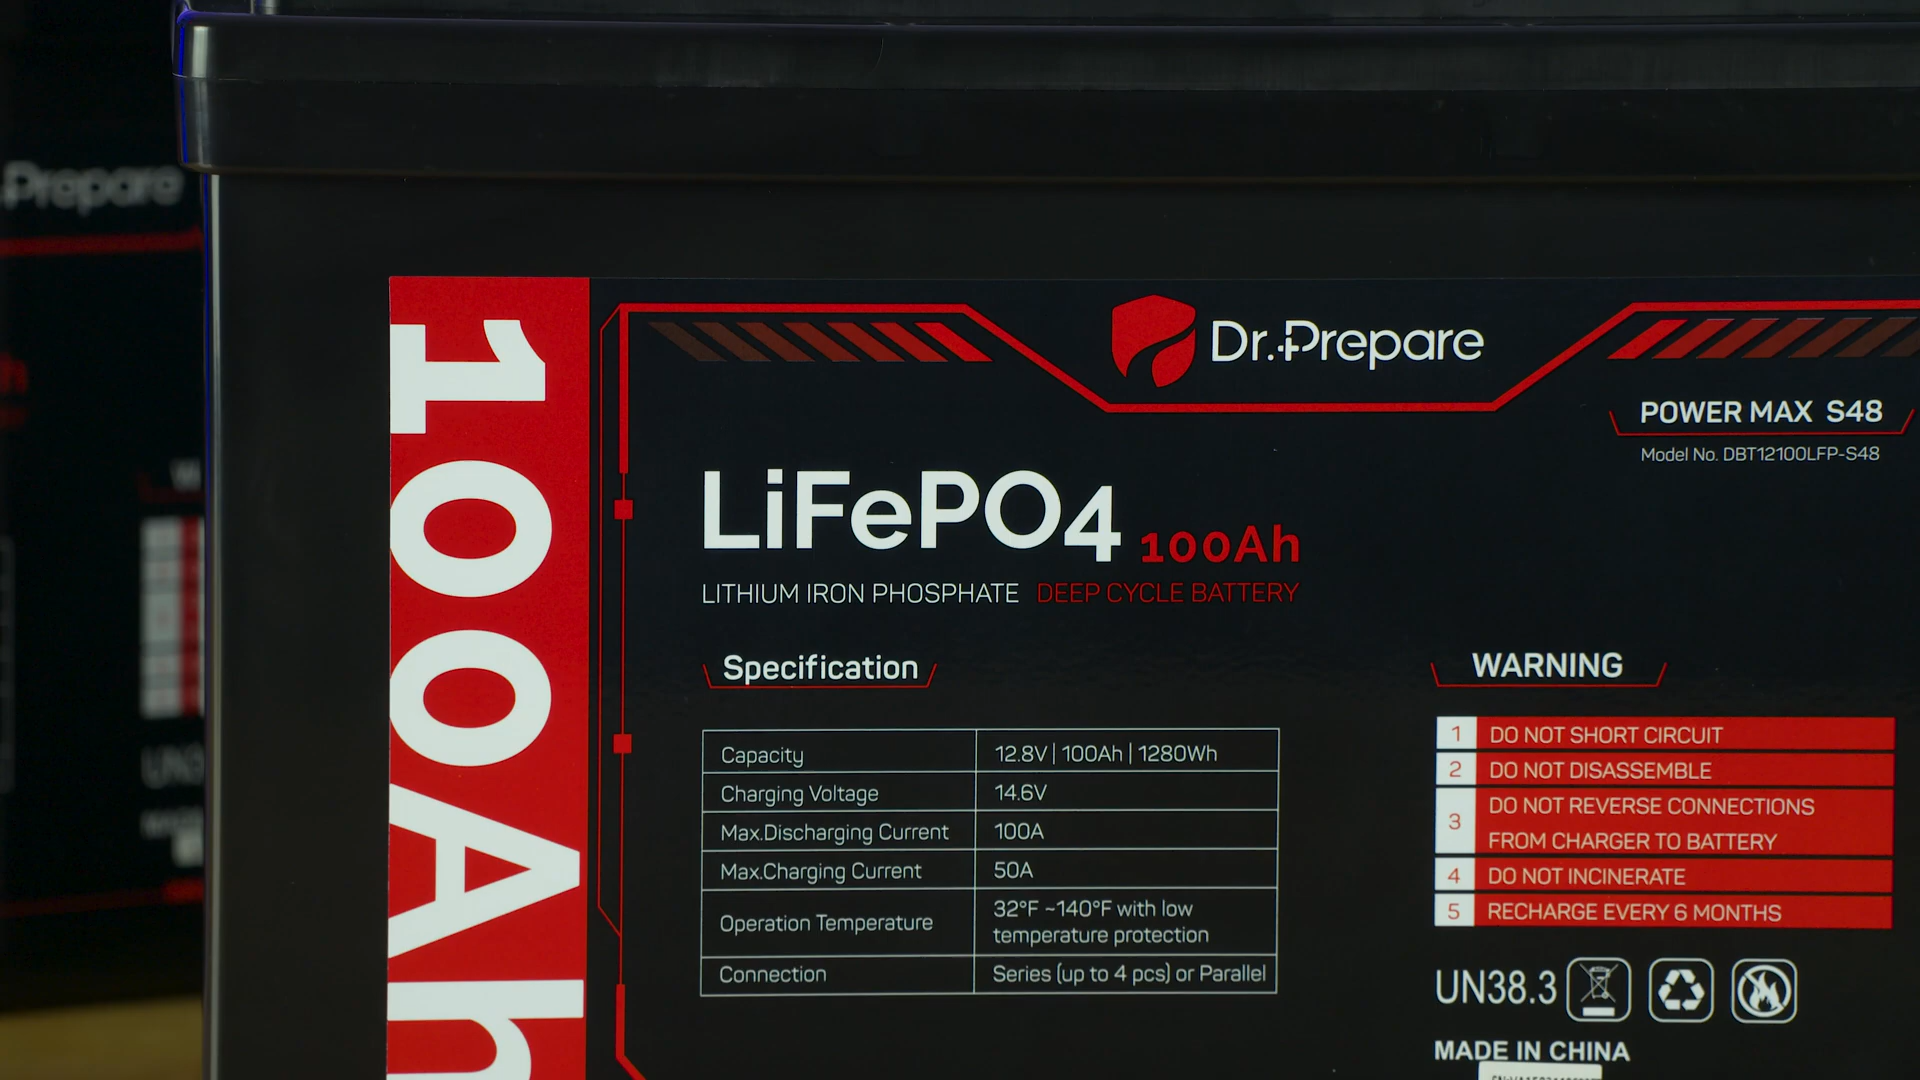 Prepare
100Ah
Dr.Prepare
POWER MAX S48
Model No. DBT12100LFP-S48
LiFePO4 100Ah
LITHIUM IRON PHOSPHATE DEEP CYCLE BATTERY
Specification
Capacity 12.8V | 100Ah | 1280Wh
Charging Voltage 14.6V
Max.Discharging Current 100A
Max.Charging Current 50A
Operation Temperature 32°F ~140°F with low
temperature protection
Connection Series (up to 4 pcs) or Parallel
WARNING
1 DO NOT SHORT CIRCUIT
2 DO NOT DISASSEMBLE
3 DO NOT REVERSE CONNECTIONS
FROM CHARGER TO BATTERY
4 DO NOT INCINERATE
5 RECHARGE EVERY 6 MONTHS
UN38.3
MADE IN CHINA